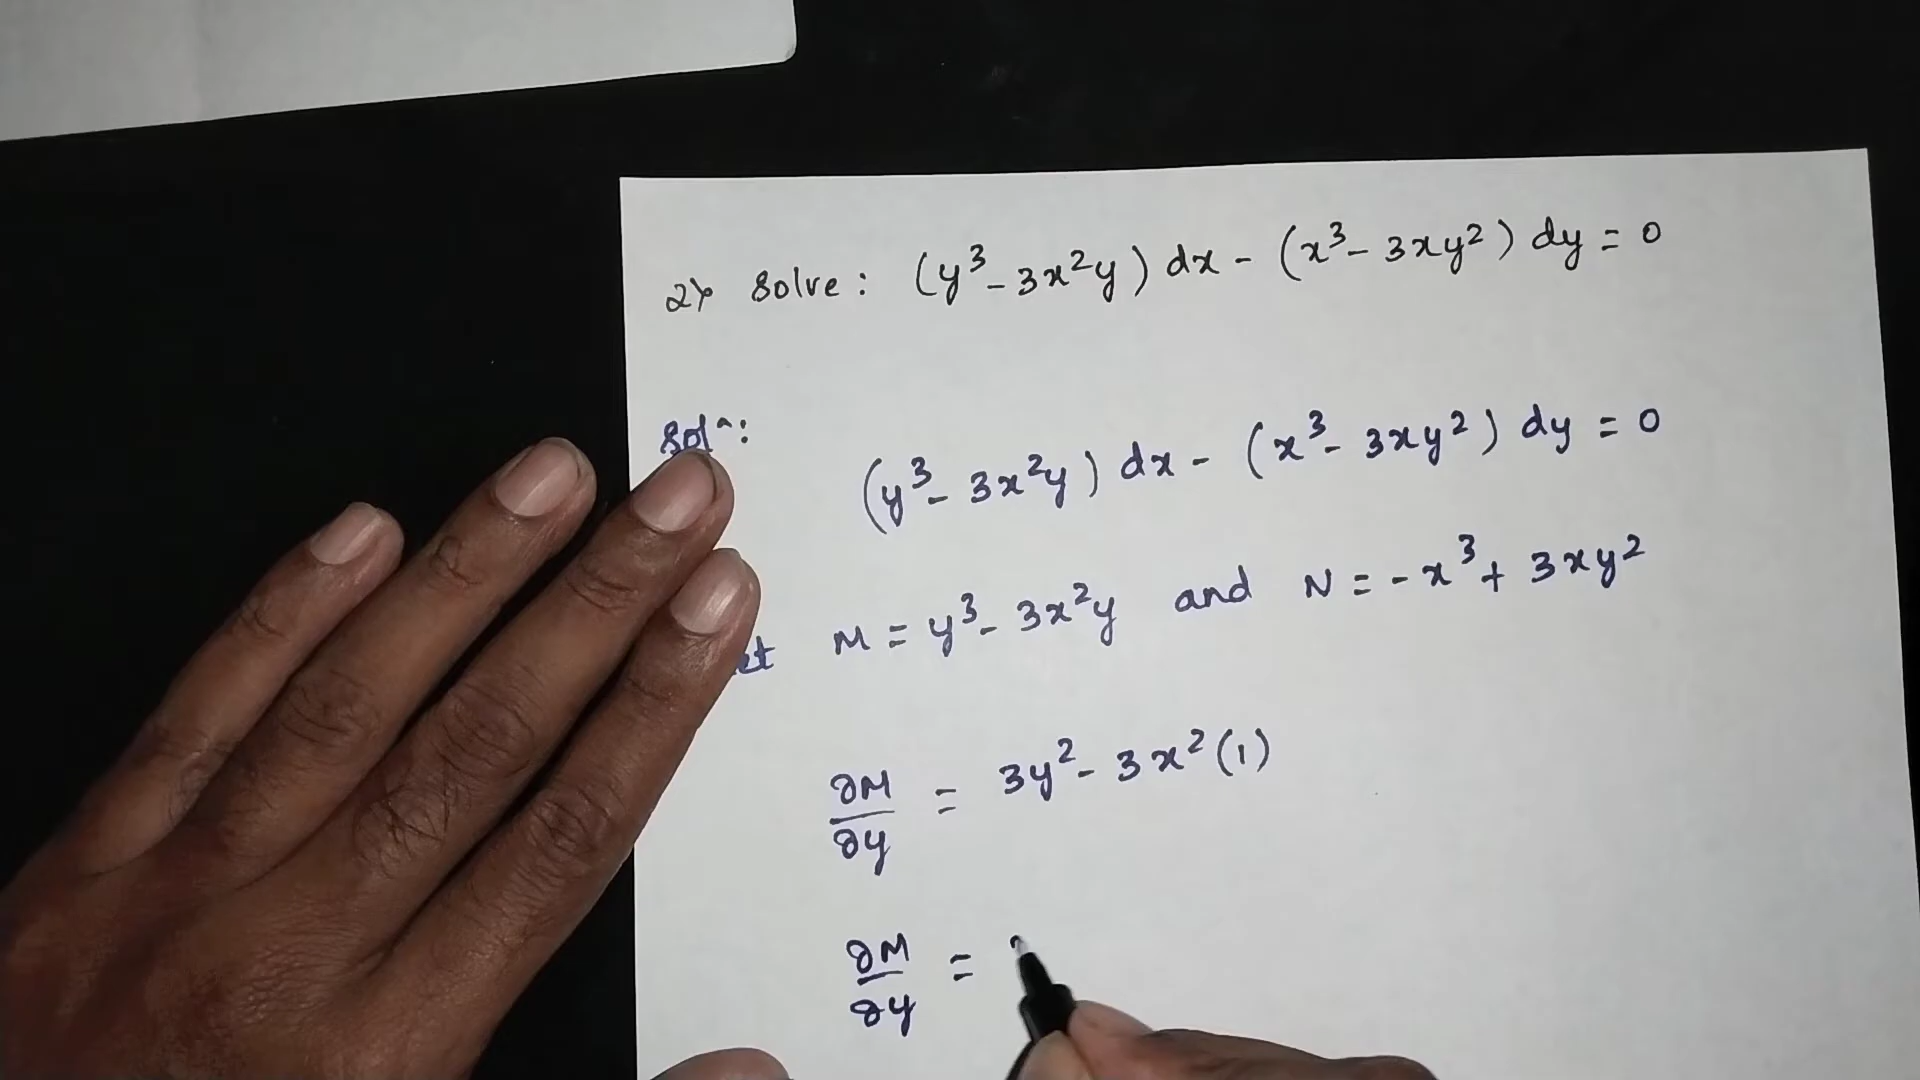 2) Solve: (y³ - 3x²y) dx - (x³ - 3xy²) dy = 0
Solⁿ:
(y³ - 3x²y) dx - (x³ - 3xy²) dy = 0
M = y³ - 3x²y and N = -x³ + 3xy²
∂M/∂y = 3y² - 3x²(1)
∂M/∂y =